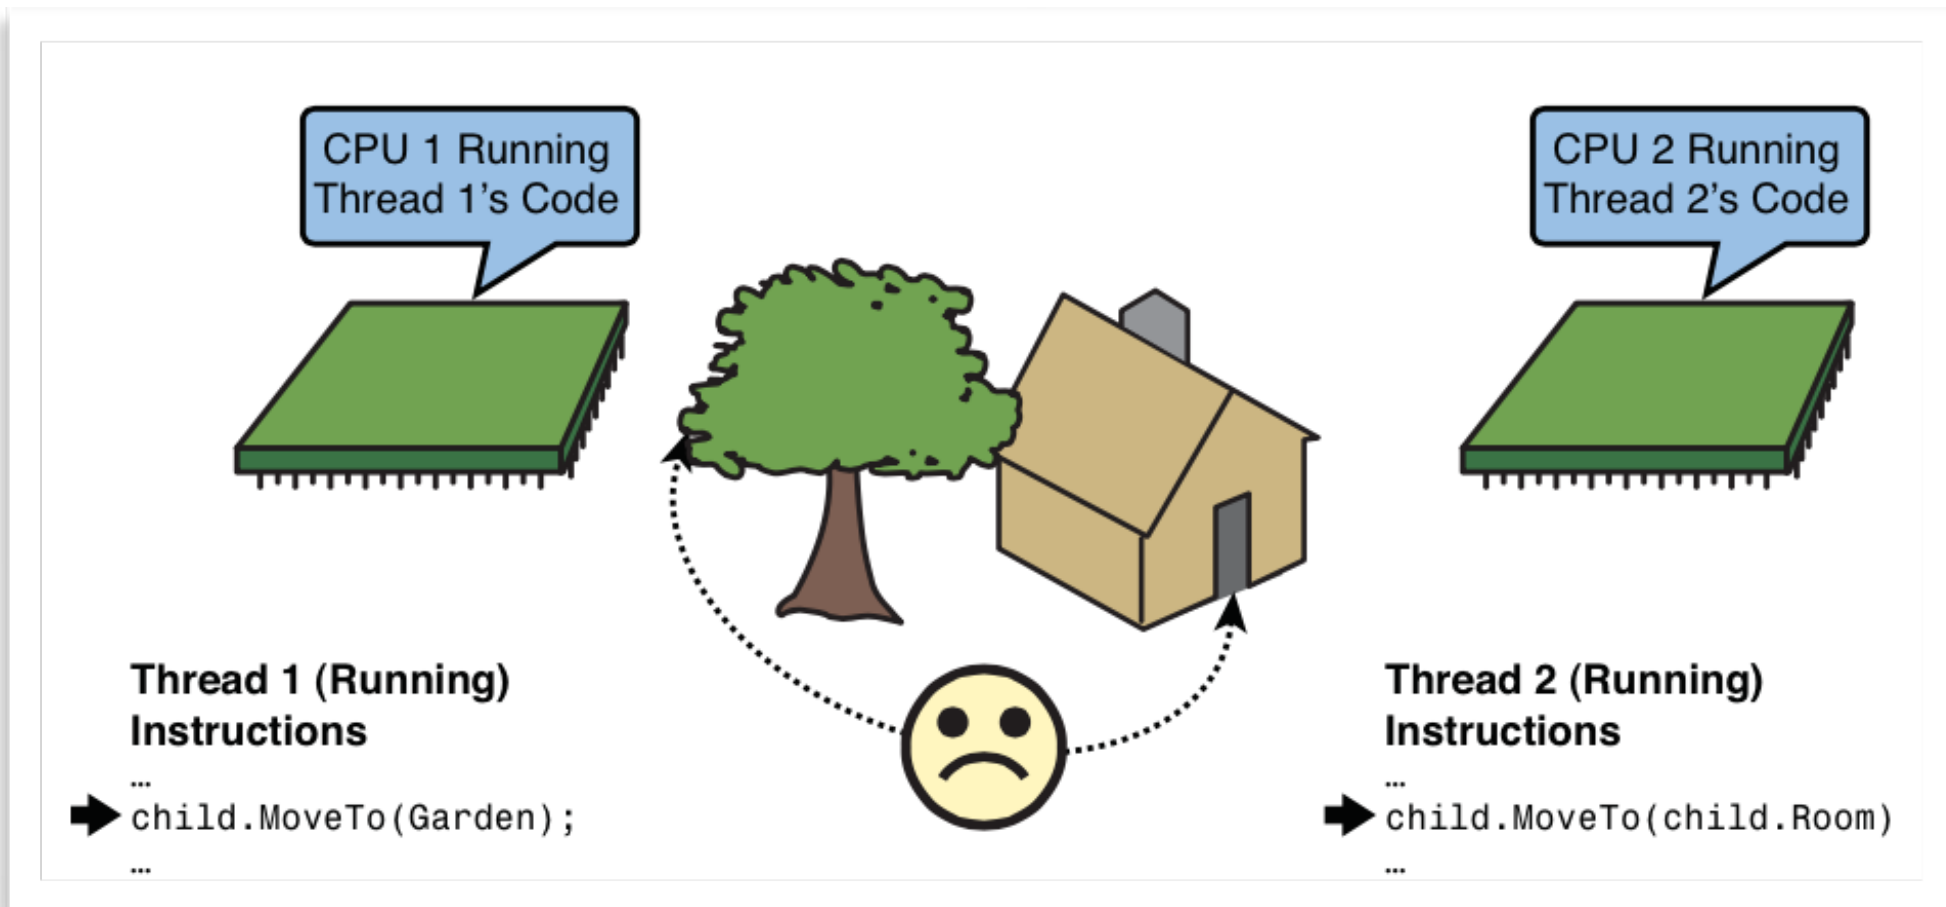 CPU 1 Running
Thread 1’s Code
CPU 2 Running
Thread 2’s Code
Thread 1 (Running)
Instructions
...
child.MoveTo(Garden);
...
Thread 2 (Running)
Instructions
...
child.MoveTo(child.Room)
...